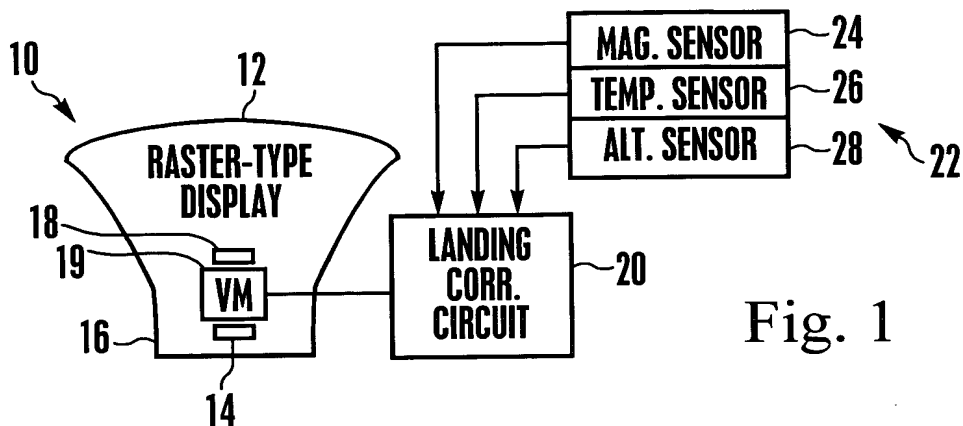 10
12
RASTER-TYPE
DISPLAY
18
19
VM
16
14
MAG. SENSOR
24
TEMP. SENSOR
26
ALT. SENSOR
28
22
LANDING
CORR.
CIRCUIT
20
Fig. 1